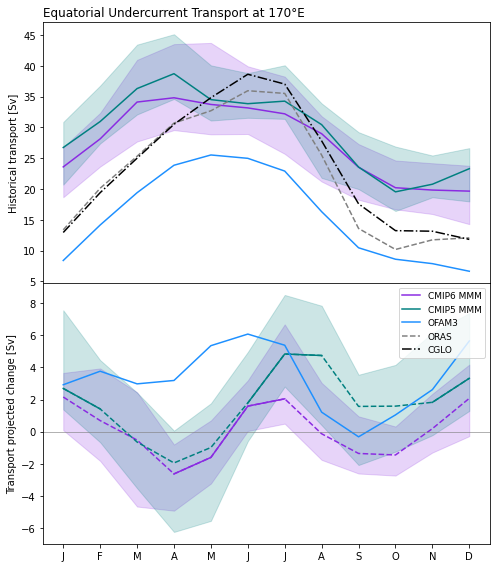 Equatorial Undercurrent Transport at 170°E
Historical transport [Sv]
45
40
35
30
25
20
15
10
5
Transport projected change [Sv]
8
6
4
2
0
−2
−4
−6
CMIP6 MMM
CMIP5 MMM
OFAM3
ORAS
CGLO
J F M A M J J A S O N D